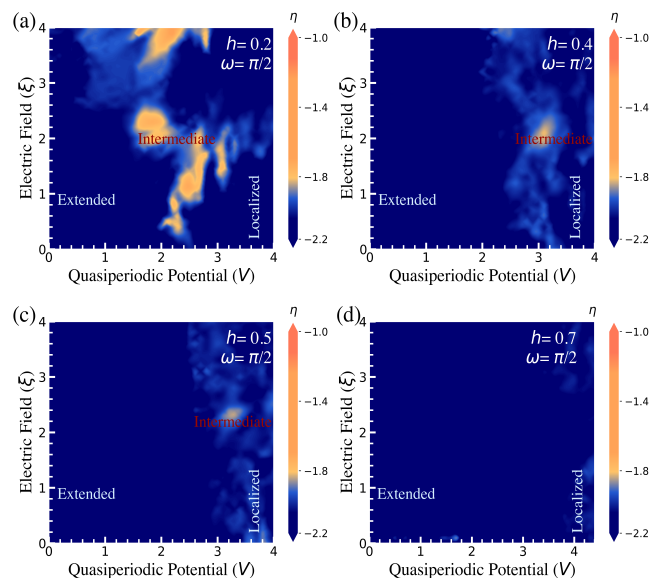 (a)
η
h = 0.2
ω = π/2
Electric Field (ξ)
4
3
2
1
0
Intermediate
Extended
Localized
0 1 2 3 4
Quasiperiodic Potential (V)
−1.0
−1.4
−1.8
−2.2
(b)
η
h = 0.4
ω = π/2
Electric Field (ξ)
4
3
2
1
0
Intermediate
Extended
Localized
0 1 2 3 4
Quasiperiodic Potential (V)
−1.0
−1.4
−1.8
−2.2
(c)
η
h = 0.5
ω = π/2
Electric Field (ξ)
4
3
2
1
0
Intermediate
Extended
Localized
0 1 2 3 4
Quasiperiodic Potential (V)
−1.0
−1.4
−1.8
−2.2
(d)
η
h = 0.7
ω = π/2
Electric Field (ξ)
4
3
2
1
0
Extended
Localized
0 1 2 3 4
Quasiperiodic Potential (V)
−1.0
−1.4
−1.8
−2.2